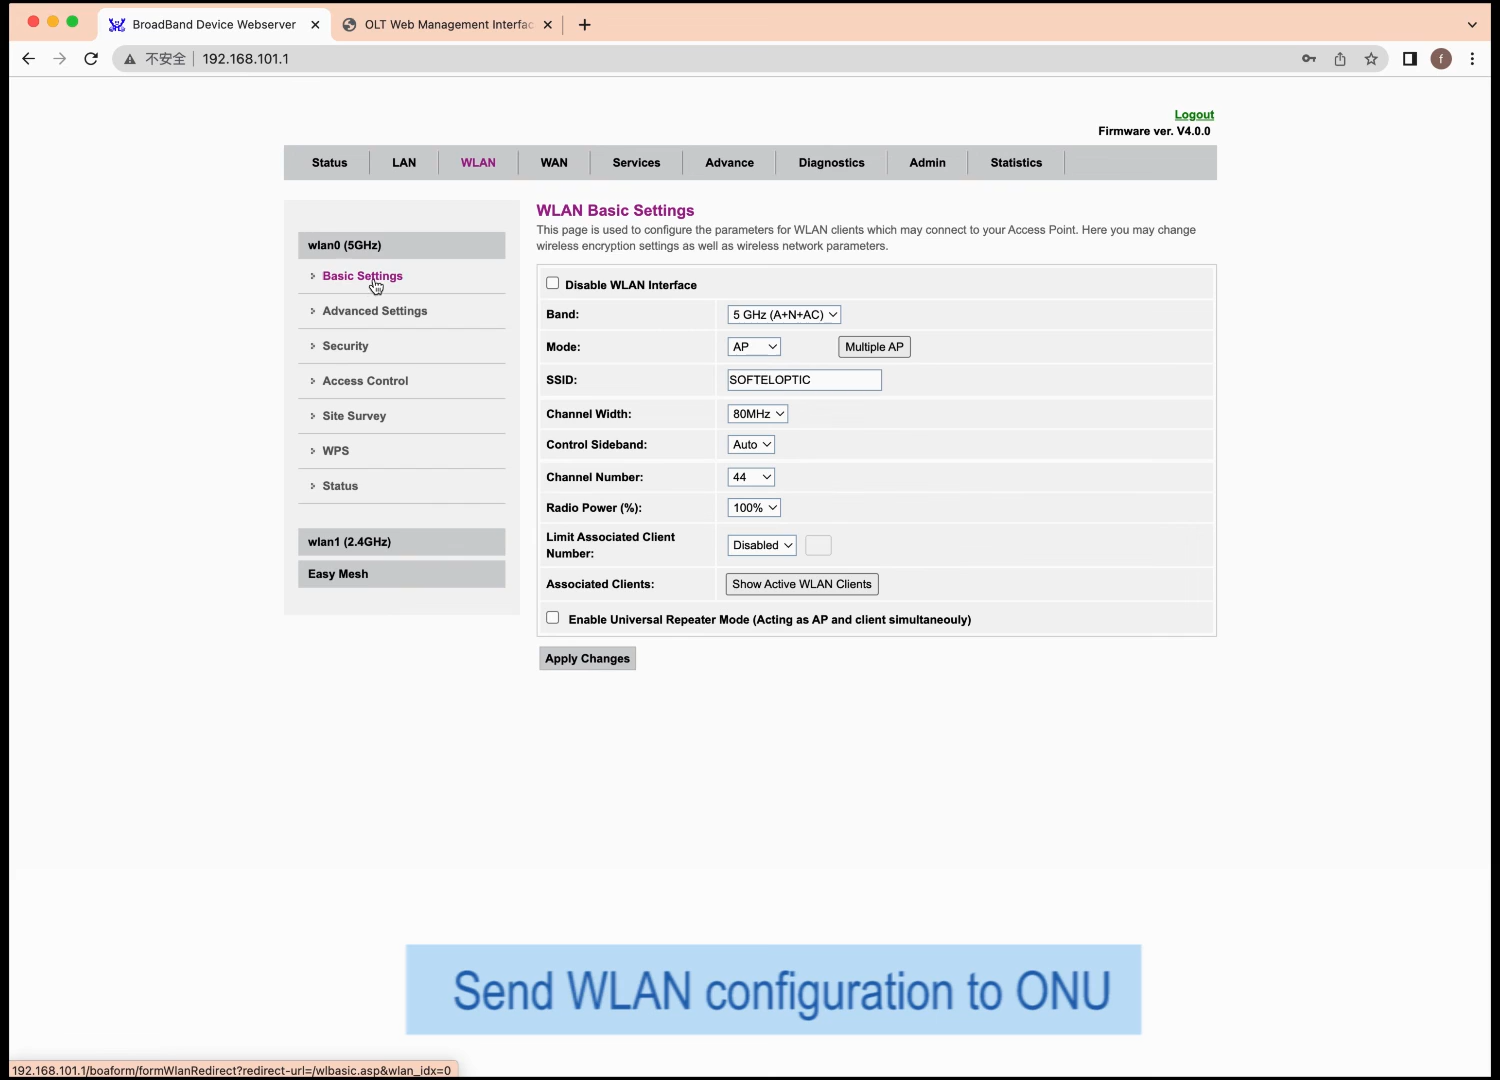 BroadBand Device Webserver
OLT Web Management Interfac
不安全 192.168.101.1
f
Logout
Firmware ver. V4.0.0
Status LAN WLAN WAN Services Advance Diagnostics Admin Statistics
wlan0 (5GHz)
Basic Settings
Advanced Settings
Security
Access Control
Site Survey
WPS
Status
wlan1 (2.4GHz)
Easy Mesh
WLAN Basic Settings
This page is used to configure the parameters for WLAN clients which may connect to your Access Point. Here you may change
wireless encryption settings as well as wireless network parameters.
Disable WLAN Interface
Band: 5 GHz (A+N+AC)
Mode: AP Multiple AP
SSID: SOFTELOPTIC
Channel Width: 80MHz
Control Sideband: Auto
Channel Number: 44
Radio Power (%): 100%
Limit Associated Client
Number: Disabled
Associated Clients: Show Active WLAN Clients
Enable Universal Repeater Mode (Acting as AP and client simultaneouly)
Apply Changes
Send WLAN configuration to ONU
192.168.101.1/boaform/formWlanRedirect?redirect-url=/wlbasic.asp&wlan_idx=0